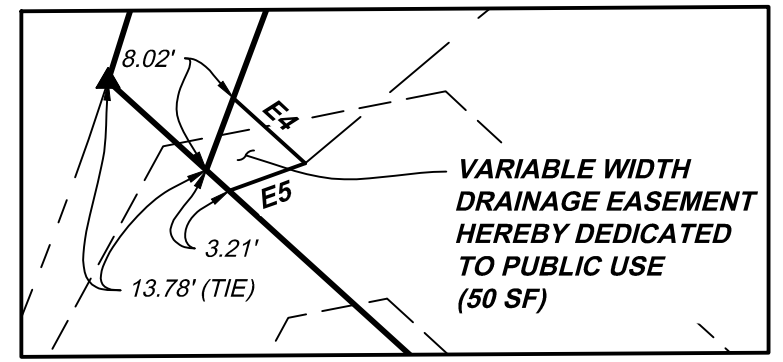 8.02'
E4
E5
3.21'
13.78' (TIE)
VARIABLE WIDTH
DRAINAGE EASEMENT
HEREBY DEDICATED
TO PUBLIC USE
(50 SF)